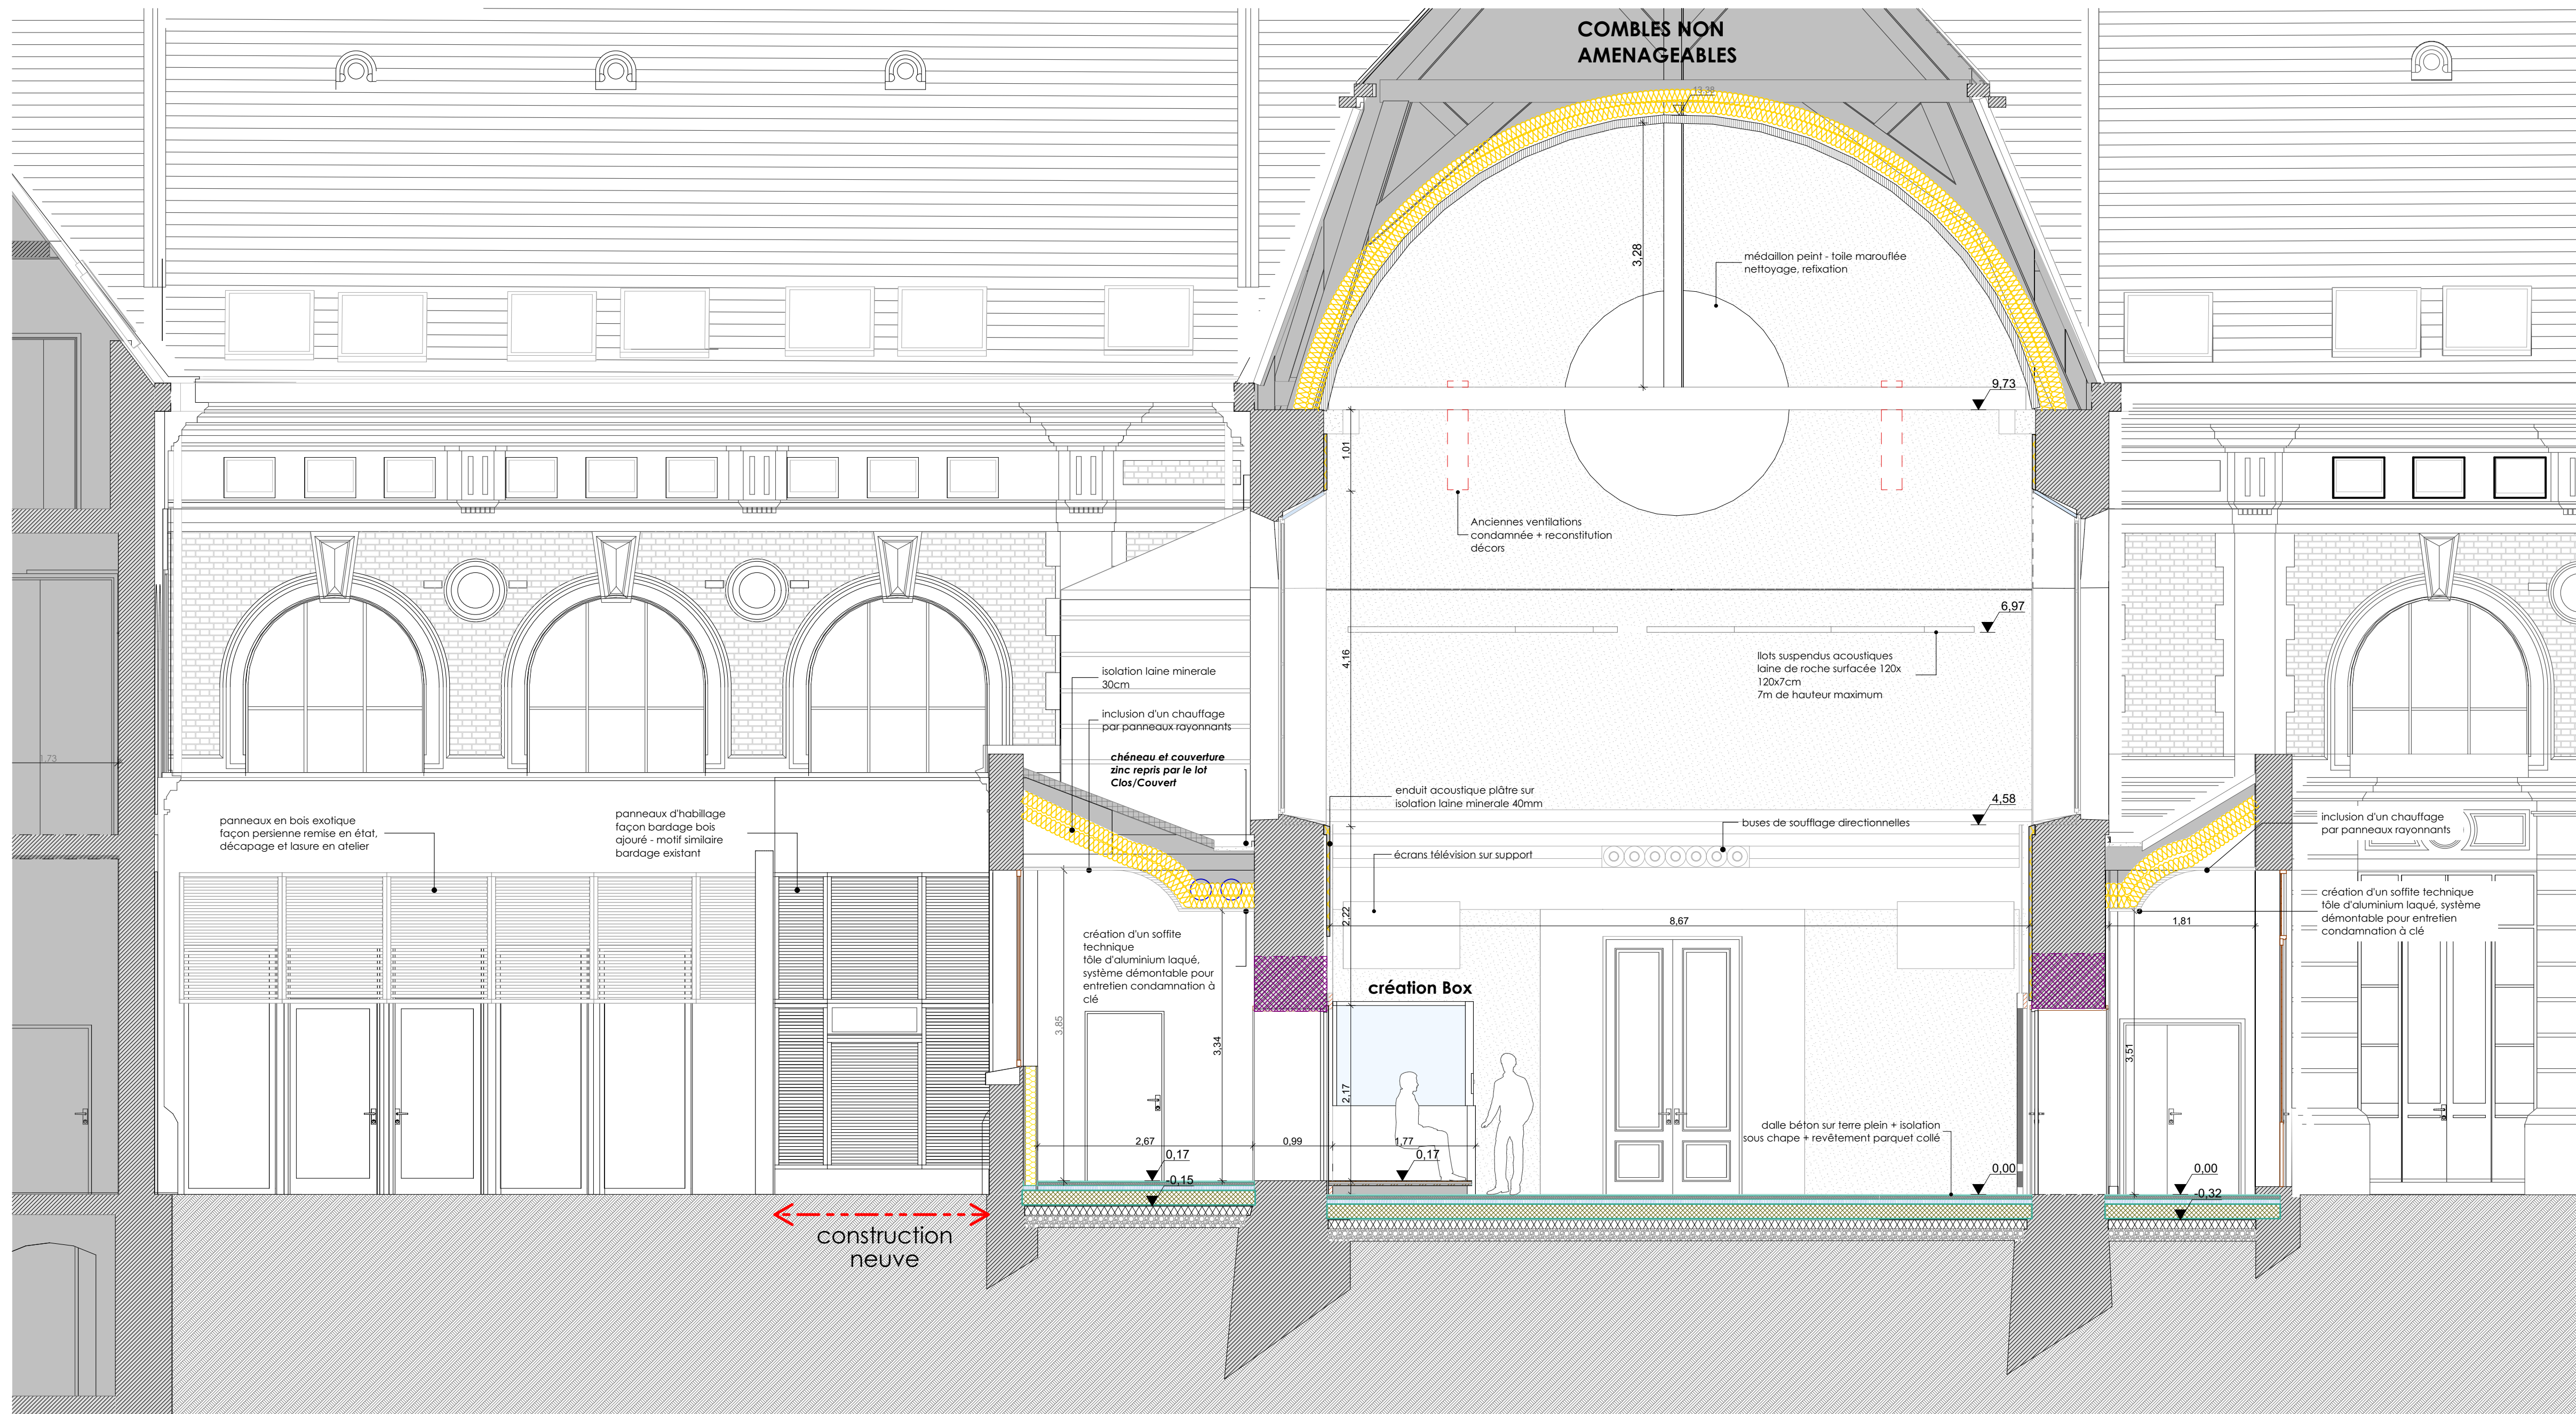 COMBLES NON
AMENAGEABLES
13,38
3,28
médaillon peint - toile marouflée
nettoyage, refixation
9,73
1,01
Anciennes ventilations
condamnée + reconstitution
décors
6,97
4,16
Ilots suspendus acoustiques
laine de roche surfacée 120x
120x7cm
7m de hauteur maximum
isolation laine minerale
30cm
inclusion d'un chauffage
par panneaux rayonnants
chéneau et couverture
zinc repris par le lot
Clos/Couvert
1,73
panneaux en bois exotique
façon persienne remise en état,
décapage et lasure en atelier
panneaux d'habillage
façon bardage bois
ajouré - motif similaire
bardage existant
enduit acoustique plâtre sur
isolation laine minerale 40mm
4,58
buses de soufflage directionnelles
écrans télévision sur support
inclusion d'un chauffage
par panneaux rayonnants
création d'un soffite technique
tôle d'aluminium laqué, système
démontable pour entretien
condamnation à clé
2,22
8,67
1,81
création d'un soffite
technique
tôle d'aluminium laqué,
système démontable pour
entretien condamnation à
clé
création Box
3,85
3,34
3,51
2,17
dalle béton sur terre plein + isolation
sous chape + revêtement parquet collé
2,67
0,99
1,77
0,17
-0,15
0,17
0,00
0,00
-0,32
construction
neuve